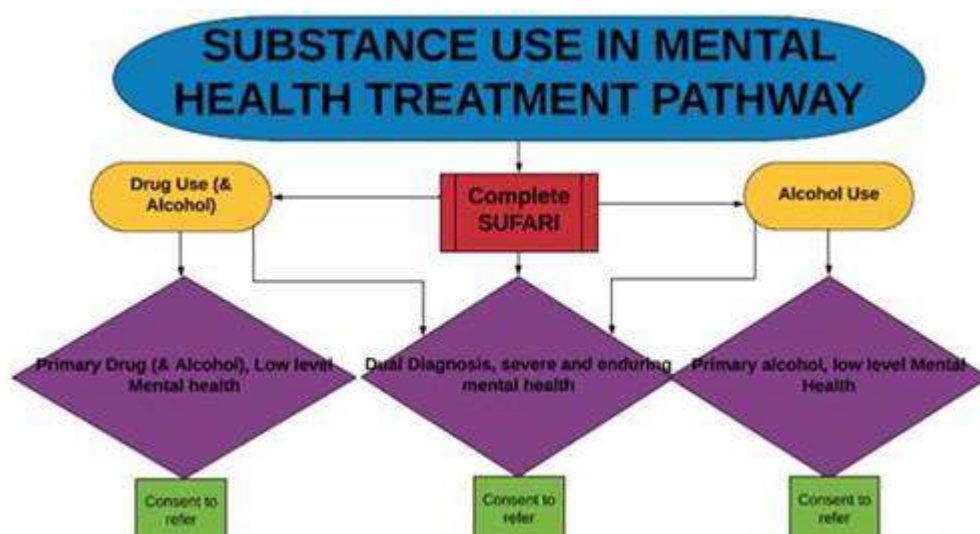 SUBSTANCE USE IN MENTAL
HEALTH TREATMENT PATHWAY
Drug Use (&
Alcohol)
Complete
SUFARI
Alcohol Use
Primary Drug (& Alcohol), Low level
Mental health
Dual Diagnosis, severe and enduring
mental health
Primary alcohol, low level Mental
Health
Consent to
refer
Consent to
refer
Consent to
refer